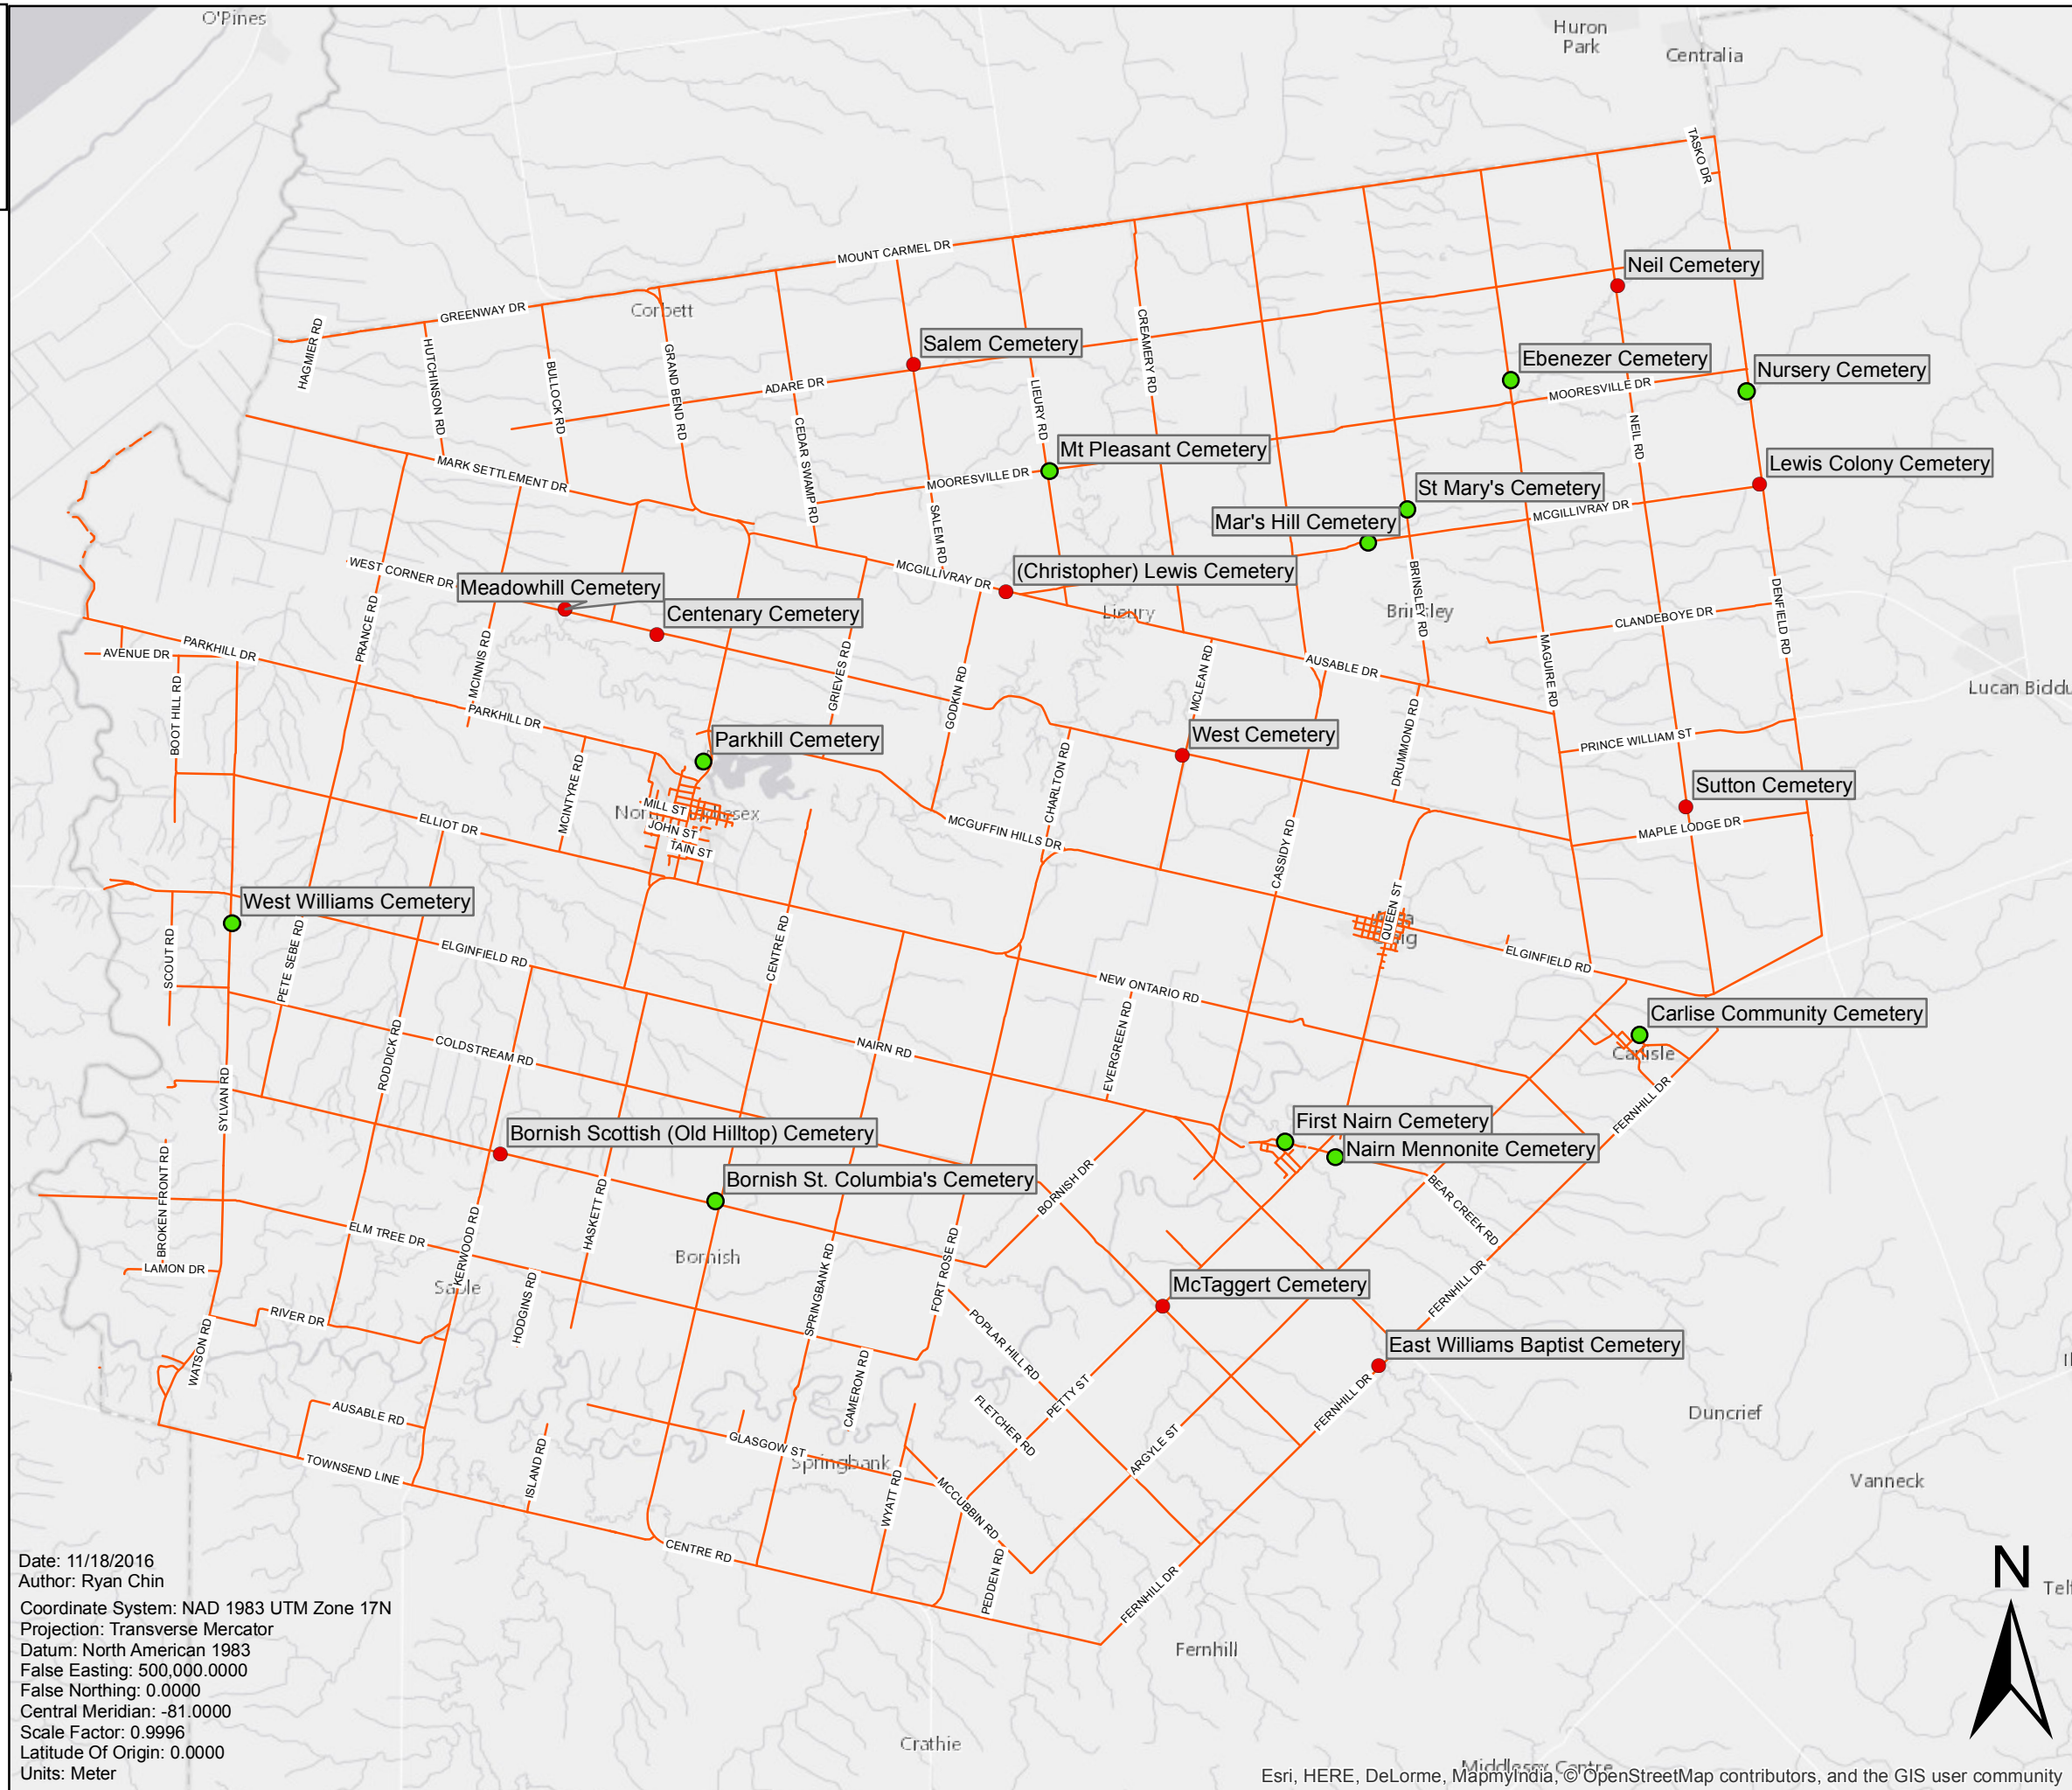 O'Pines
Huron
Park
Centralia
TASKO DR
MOUNT CARMEL DR
Neil Cemetery
GREENWAY DR
Corbett
HAGMIER RD
HUTCHINSON RD
BULLOCK RD
GRAND BEND RD
CREAMERY RD
Salem Cemetery
Ebenezer Cemetery
Nursery Cemetery
ADARE DR
MOORESVILLE DR
LIEURY RD
NEIL RD
CEDAR SWAMP RD
Mt Pleasant Cemetery
Lewis Colony Cemetery
MARK SETTLEMENT DR
MOORESVILLE DR
St Mary's Cemetery
MCGILLIVRAY DR
Mar's Hill Cemetery
SALEM RD
WEST CORNER DR
MCGILLIVRAY DR
(Christopher) Lewis Cemetery
Meadowhill Cemetery
Centenary Cemetery
Lieury
Brinsley
BRINSLEY RD
CLANDEBOYE DR
DENFIELD RD
PRANCE RD
PARKHILL DR
AVENUE DR
MCINNIS RD
GRIEVES RD
GODKIN RD
MCLEAN RD
AUSABLE DR
MAGUIRE RD
Lucan Biddu
BOOT HILL RD
PARKHILL DR
Parkhill Cemetery
West Cemetery
DRUMMOND RD
PRINCE WILLIAM ST
Sutton Cemetery
MCINTYRE RD
CHARLTON RD
MILL ST
ELLIOT DR
JOHN ST
TAIN ST
MCGUFFIN HILLS DR
CASSIDY RD
MAPLE LODGE DR
West Williams Cemetery
QUEEN ST
SCOUT RD
PETE SEBE RD
ELGINFIELD RD
CENTRE RD
ELGINFIELD RD
NEW ONTARIO RD
Carlise Community Cemetery
RODDICK RD
COLDSTREAM RD
NAIRN RD
EVERGREEN RD
Carlisle
SYLVAN RD
FERNHILL DR
First Nairn Cemetery
Bornish Scottish (Old Hilltop) Cemetery
Nairn Mennonite Cemetery
BROKEN FRONT RD
Bornish St. Columbia's Cemetery
BORNISH DR
BEAR CREEK RD
HASKETT RD
ELM TREE DR
KERWOOD RD
Bornish
SPRINGBANK RD
FORT ROSE RD
LAMON DR
Sable
HODGINS RD
McTaggert Cemetery
FERNHILL DR
RIVER DR
POPLAR HILL RD
East Williams Baptist Cemetery
WATSON RD
CAMERON RD
PETTY ST
FERNHILL DR
AUSABLE RD
FLETCHER RD
Duncrief
GLASGOW ST
ARGYLE ST
Springbank
TOWNSEND LINE
ISLAND RD
WYATT RD
MCCUBBIN RD
Vanneck
CENTRE RD
PEDDEN RD
FERNHILL DR
Fernhill
Crathie
Middlesex Centre
N
Date: 11/18/2016
Author: Ryan Chin
Coordinate System: NAD 1983 UTM Zone 17N
Projection: Transverse Mercator
Datum: North American 1983
False Easting: 500,000.0000
False Northing: 0.0000
Central Meridian: -81.0000
Scale Factor: 0.9996
Latitude Of Origin: 0.0000
Units: Meter
Esri, HERE, DeLorme, MapmyIndia, © OpenStreetMap contributors, and the GIS user community